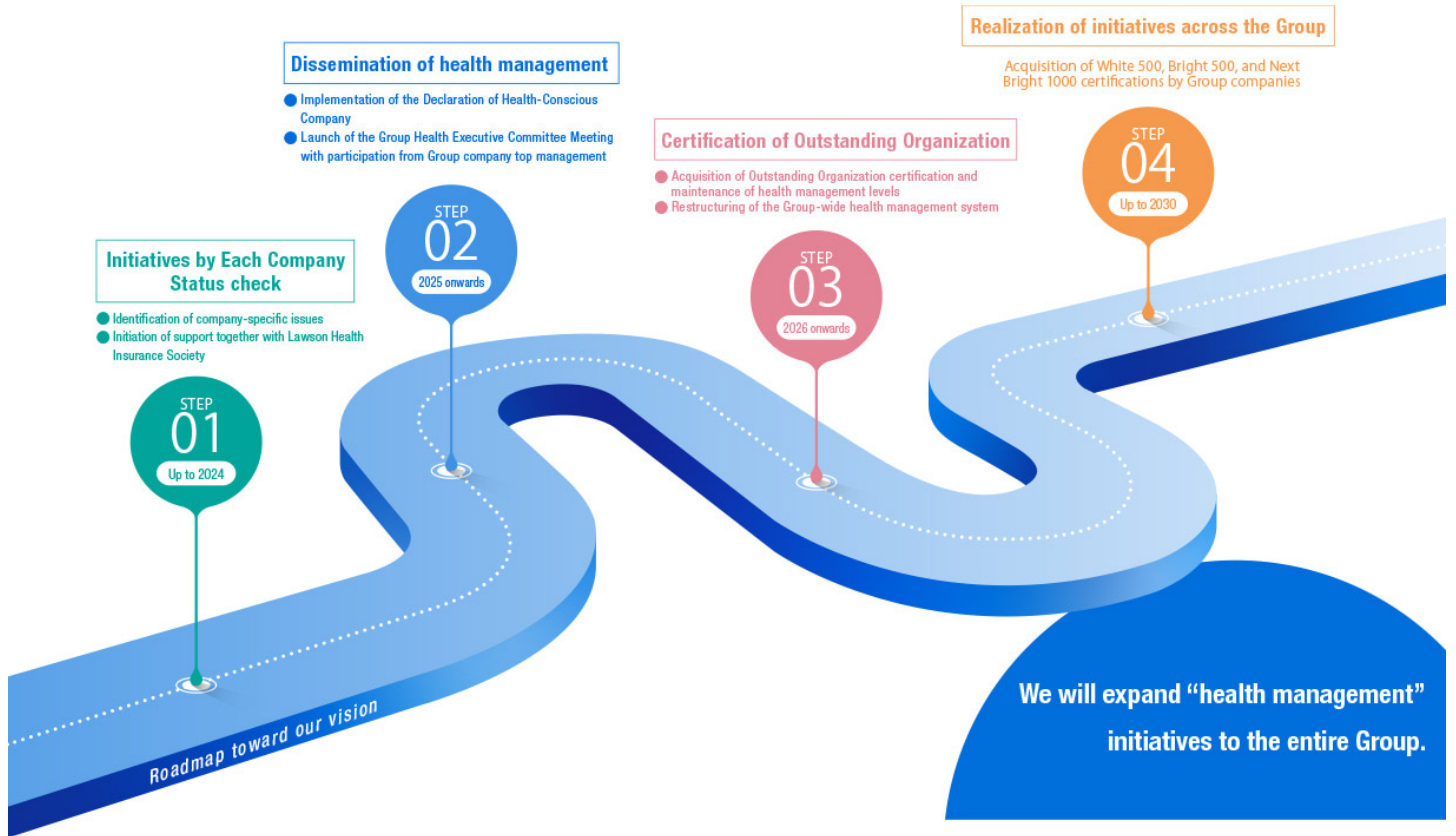 Initiatives by Each Company
Status check
● Identification of company-specific issues
● Initiation of support together with Lawson Health
Insurance Society
STEP
01
Up to 2024
Dissemination of health management
● Implementation of the Declaration of Health-Conscious
Company
● Launch of the Group Health Executive Committee Meeting
with participation from Group company top management
STEP
02
2025 onwards
Certification of Outstanding Organization
● Acquisition of Outstanding Organization certification and
maintenance of health management levels
● Restructuring of the Group-wide health management system
STEP
03
2026 onwards
Realization of initiatives across the Group
Acquisition of White 500, Bright 500, and Next
Bright 1000 certifications by Group companies
STEP
04
Up to 2030
Roadmap toward our vision
We will expand “health management”
initiatives to the entire Group.